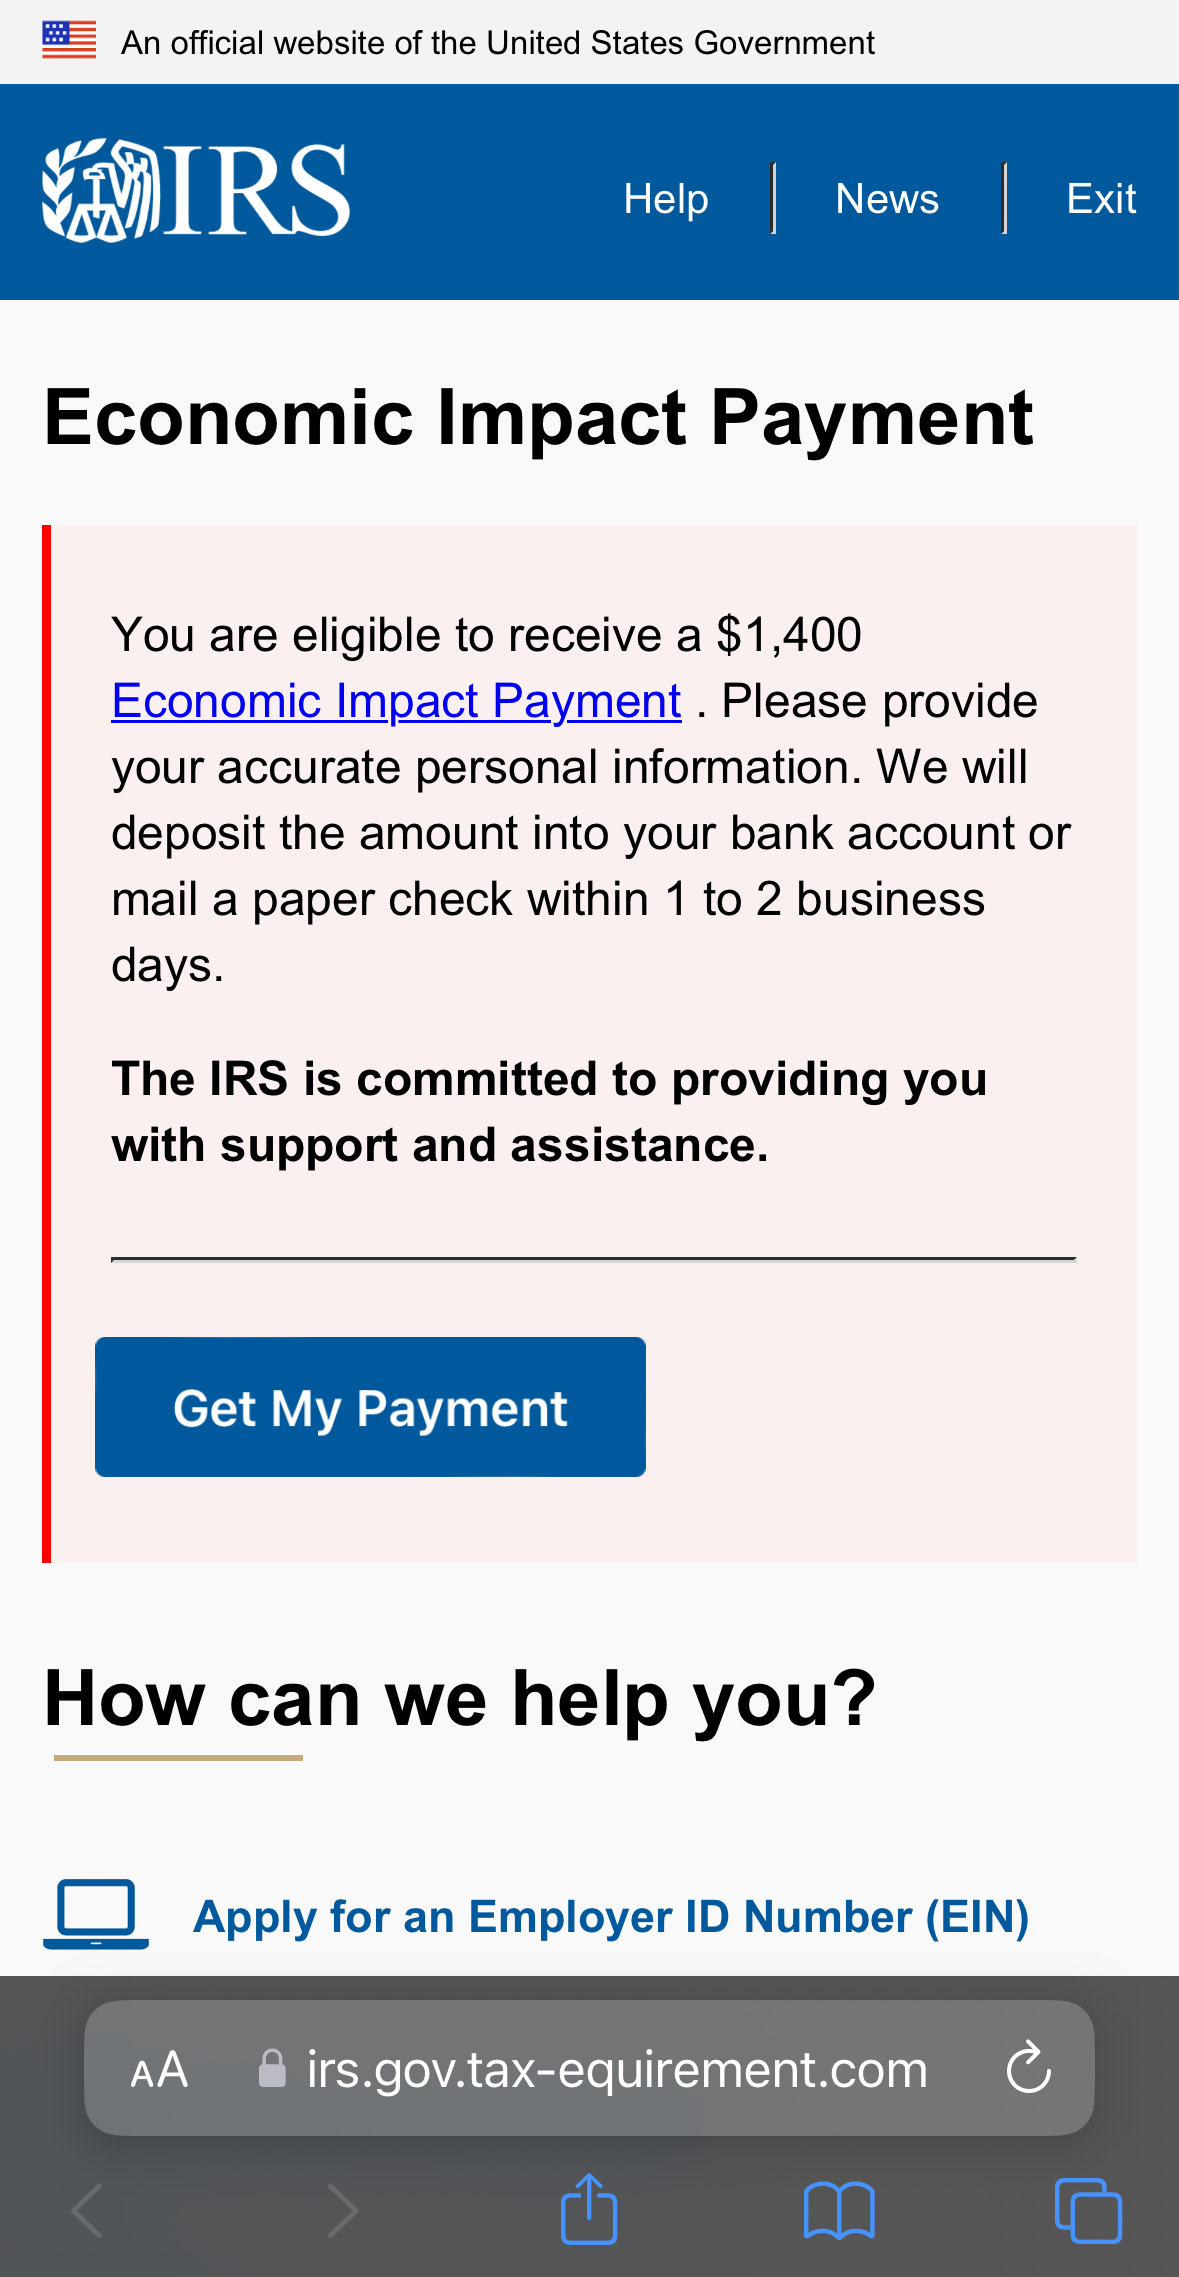 An official website of the United States Government
IRS
Help
News
Exit
Economic Impact Payment
You are eligible to receive a $1,400
Economic Impact Payment . Please provide
your accurate personal information. We will
deposit the amount into your bank account or
mail a paper check within 1 to 2 business
days.
The IRS is committed to providing you
with support and assistance.
Get My Payment
How can we help you?
Apply for an Employer ID Number (EIN)
AA
irs.gov.tax-equirement.com